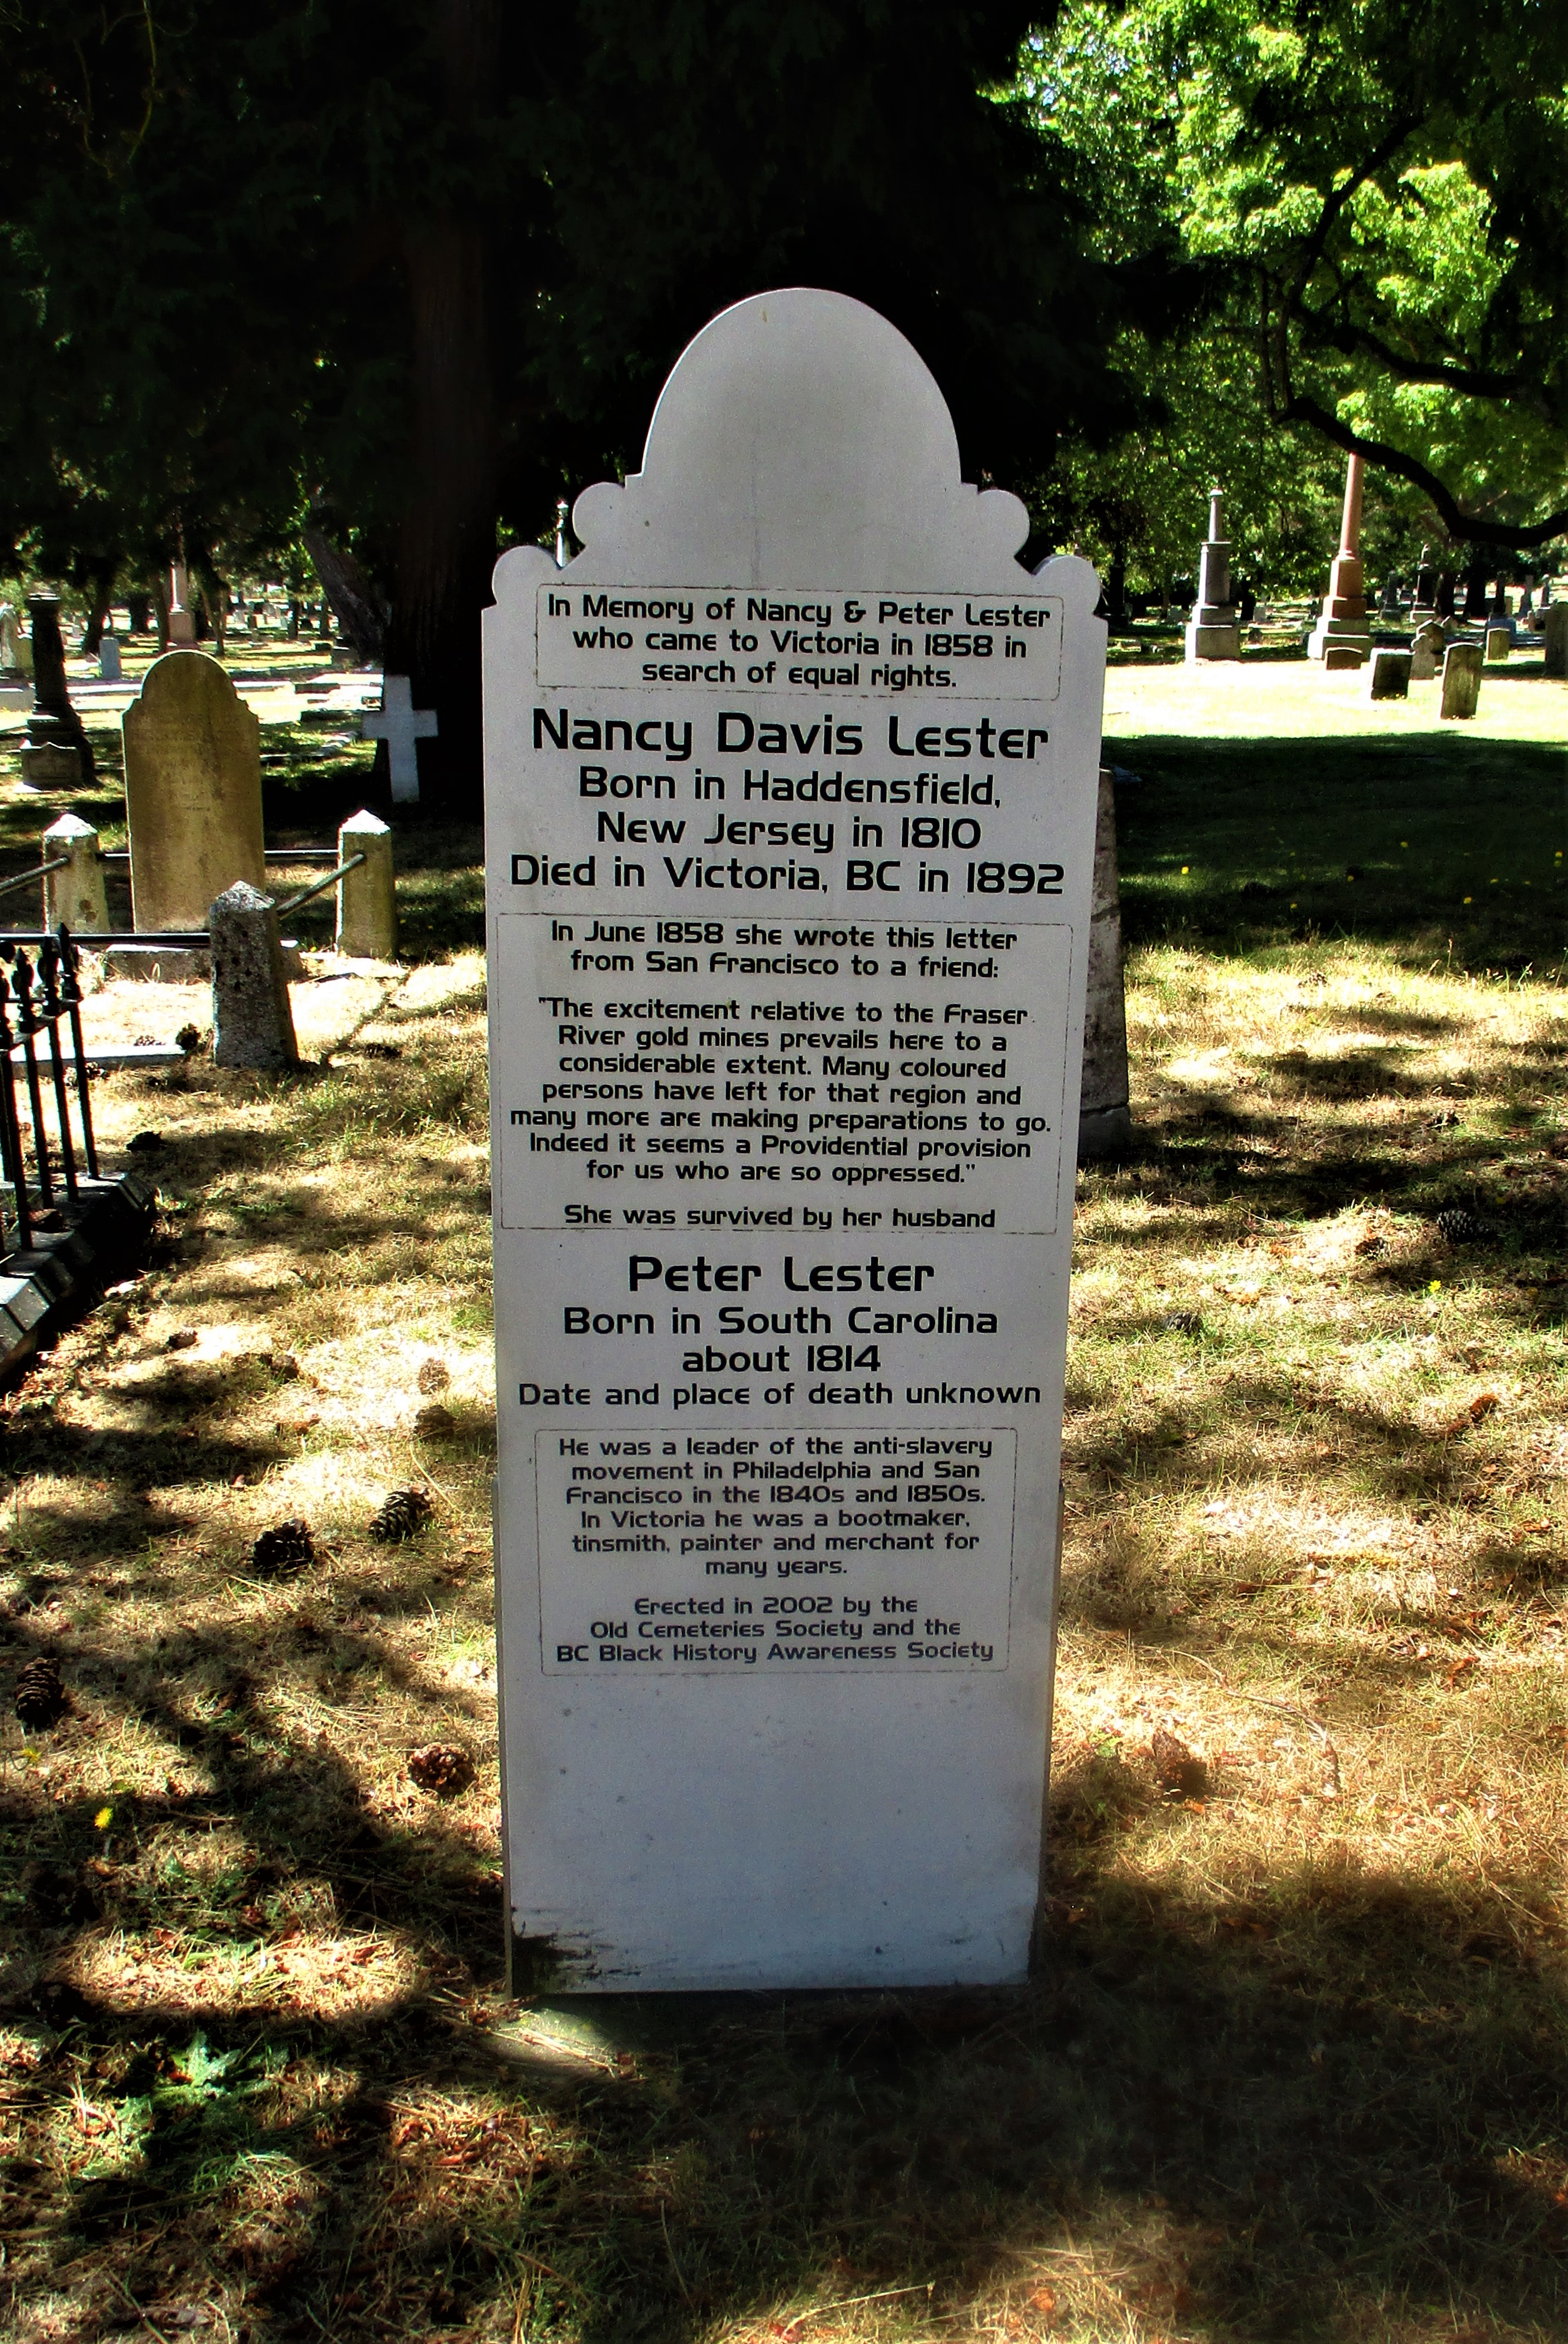 In Memory of Nancy & Peter Lester
who came to Victoria in 1858 in
search of equal rights.
Nancy Davis Lester
Born in Haddensfield,
New Jersey in 1810
Died in Victoria, BC in 1892
In June 1858 she wrote this letter
from San Francisco to a friend:
"The excitement relative to the Fraser
River gold mines prevails here to a
considerable extent. Many coloured
persons have left for that region and
many more are making preparations to go.
Indeed it seems a Providential provision
for us who are so oppressed."
She was survived by her husband
Peter Lester
Born in South Carolina
about 1814
Date and place of death unknown
He was a leader of the anti-slavery
movement in Philadelphia and San
Francisco in the 1840s and 1850s.
In Victoria he was a bootmaker,
tinsmith, painter and merchant for
many years.
Erected in 2002 by the
Old Cemeteries Society and the
BC Black History Awareness Society